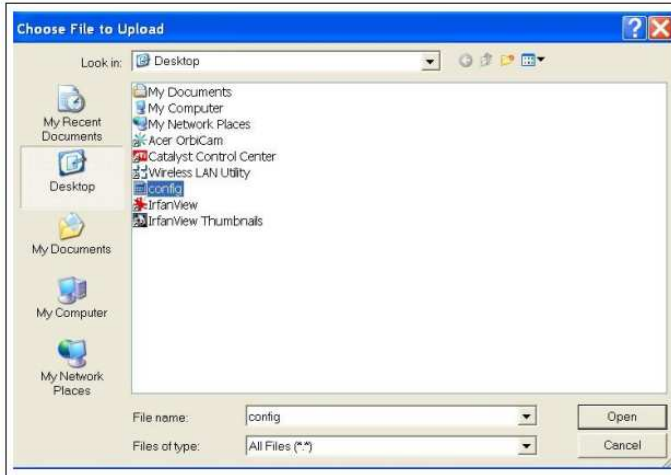 Choose File to Upload
Look in: Desktop
My Recent Documents
Desktop
My Documents
My Computer
My Network Places
My Documents
My Computer
My Network Places
Acer OrbiCam
Catalyst Control Center
Wireless LAN Utility
config
IrfanView
IrfanView Thumbnails
File name: config Open
Files of type: All Files (*.*) Cancel